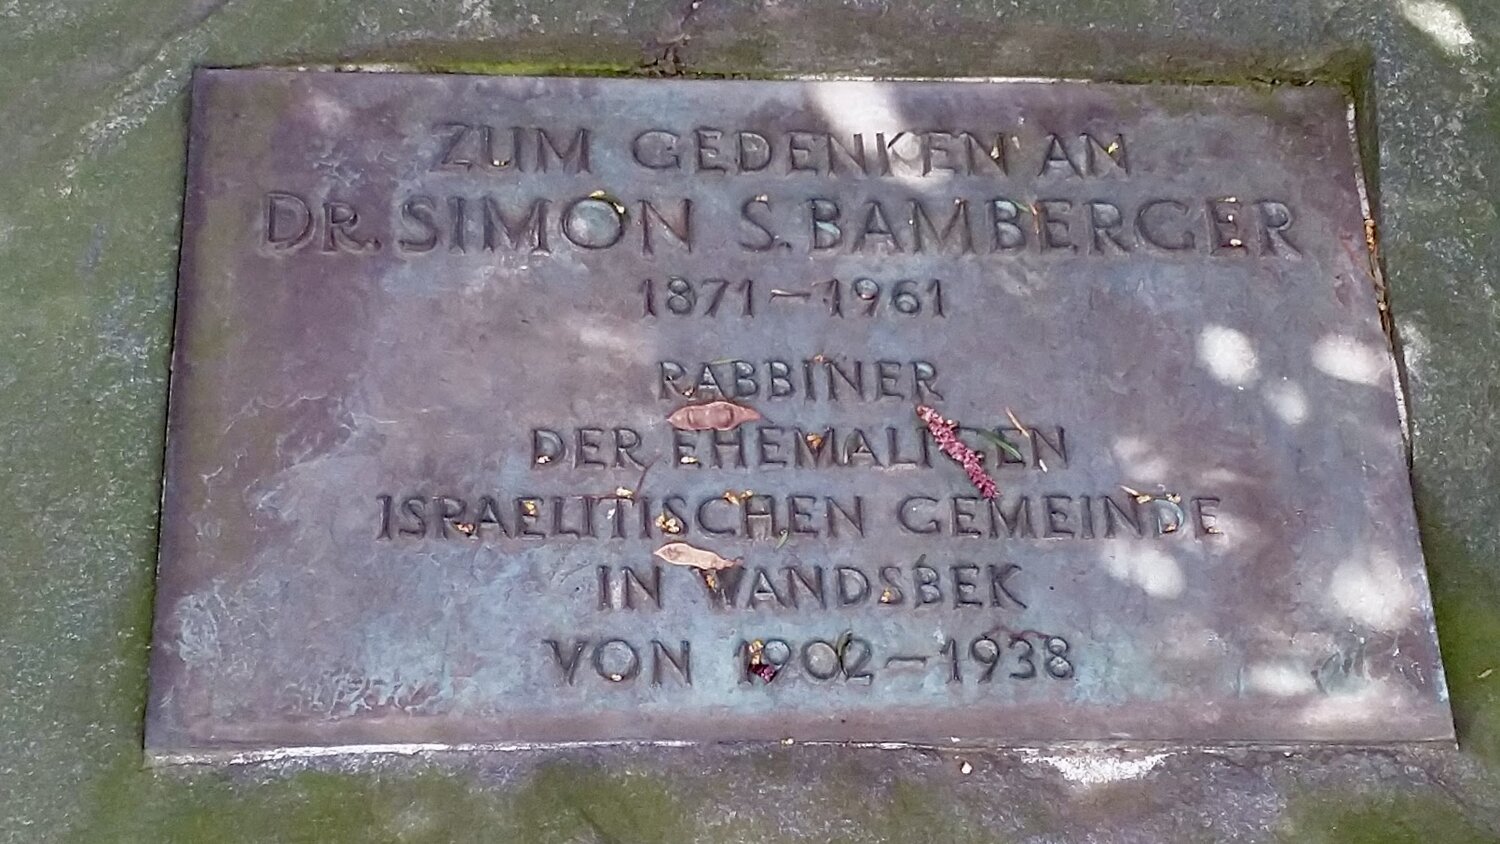 ZUM GEDENKEN AN
DR. SIMON S. BAMBERGER
1871–1961
RABBINER
DER EHEMALIGEN
ISRAELITISCHEN GEMEINDE
IN WANDSBEK
VON 1902–1938